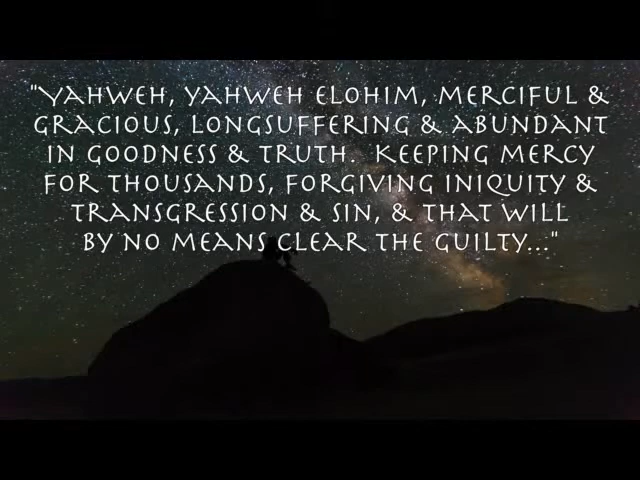 "Yahweh, Yahweh Elohim, merciful &
gracious, longsuffering & abundant
in goodness & truth. Keeping mercy
for thousands, forgiving iniquity &
transgression & sin, & that will
by no means clear the guilty..."